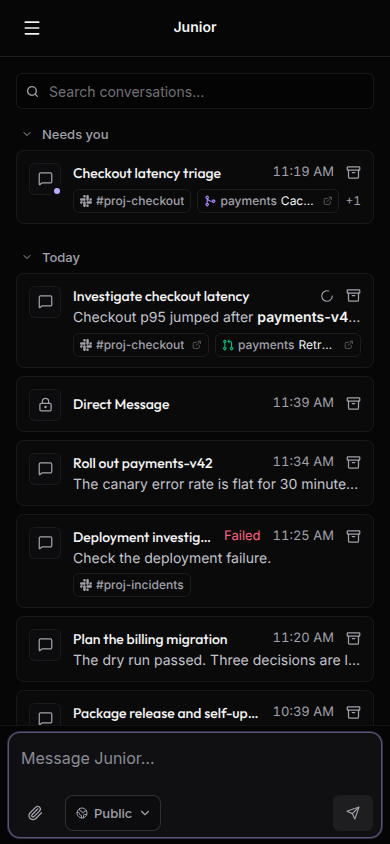 Junior
Search conversations...
Needs you
Checkout latency triage 11:19 AM
#proj-checkout payments Cac... +1
Today
Investigate checkout latency
Checkout p95 jumped after payments-v4...
#proj-checkout payments Retr...
Direct Message 11:39 AM
Roll out payments-v42 11:34 AM
The canary error rate is flat for 30 minute...
Deployment investig... Failed 11:25 AM
Check the deployment failure.
#proj-incidents
Plan the billing migration 11:20 AM
The dry run passed. Three decisions are l...
Package release and self-up... 10:39 AM
Message Junior...
Public